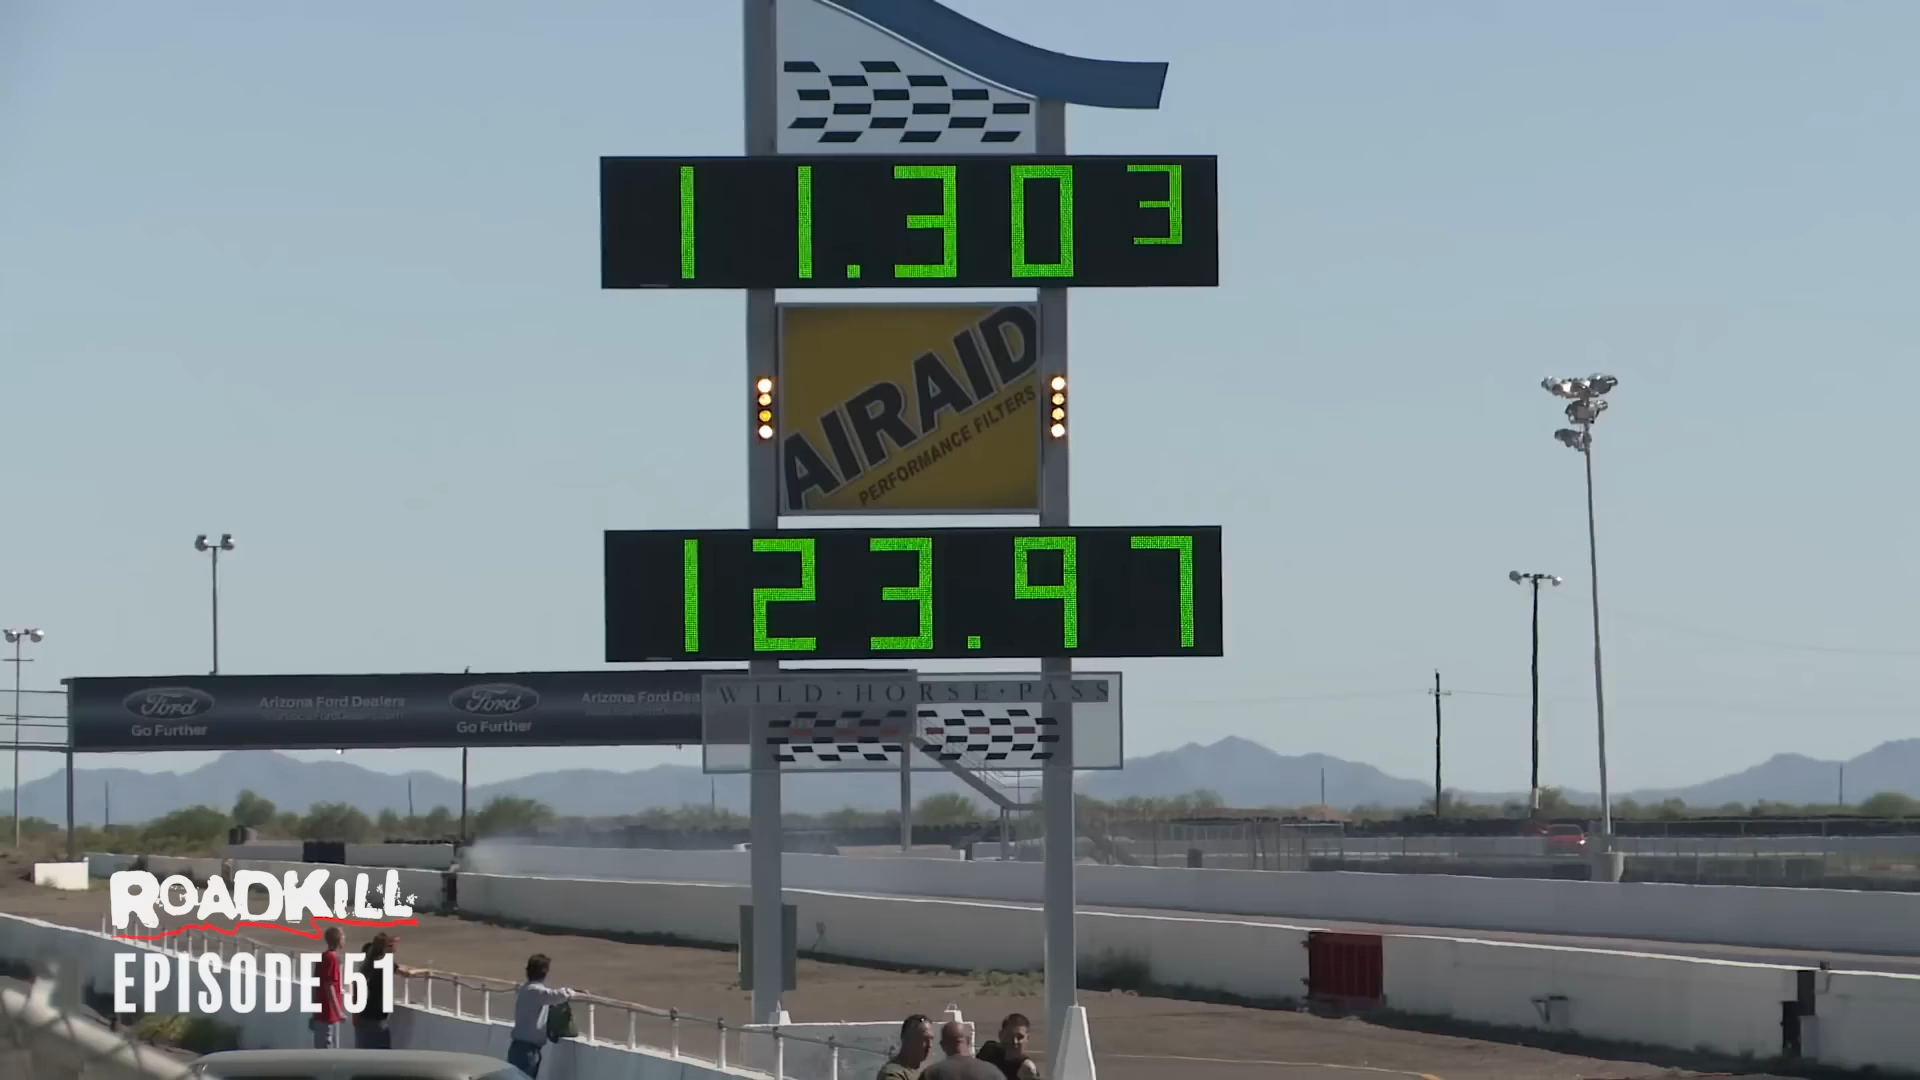 11.303
AIRAID
PERFORMANCE FILTERS
123.97
Ford
Go Further
Arizona Ford Dealers
Ford
Go Further
Arizona Ford Dea
WILD·HORSE·PASS
ROADKILL
EPISODE 51